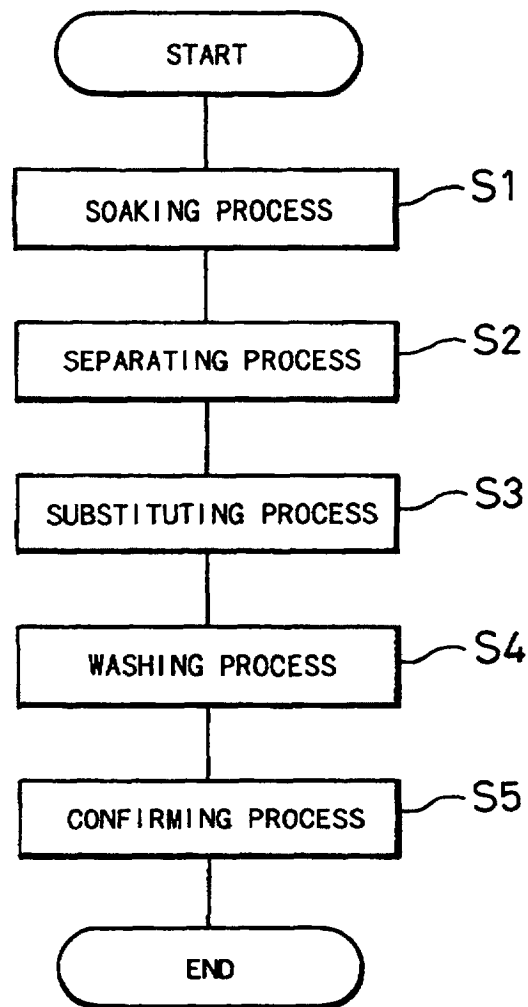 START
SOAKING PROCESS S1
SEPARATING PROCESS S2
SUBSTITUTING PROCESS S3
WASHING PROCESS S4
CONFIRMING PROCESS S5
END